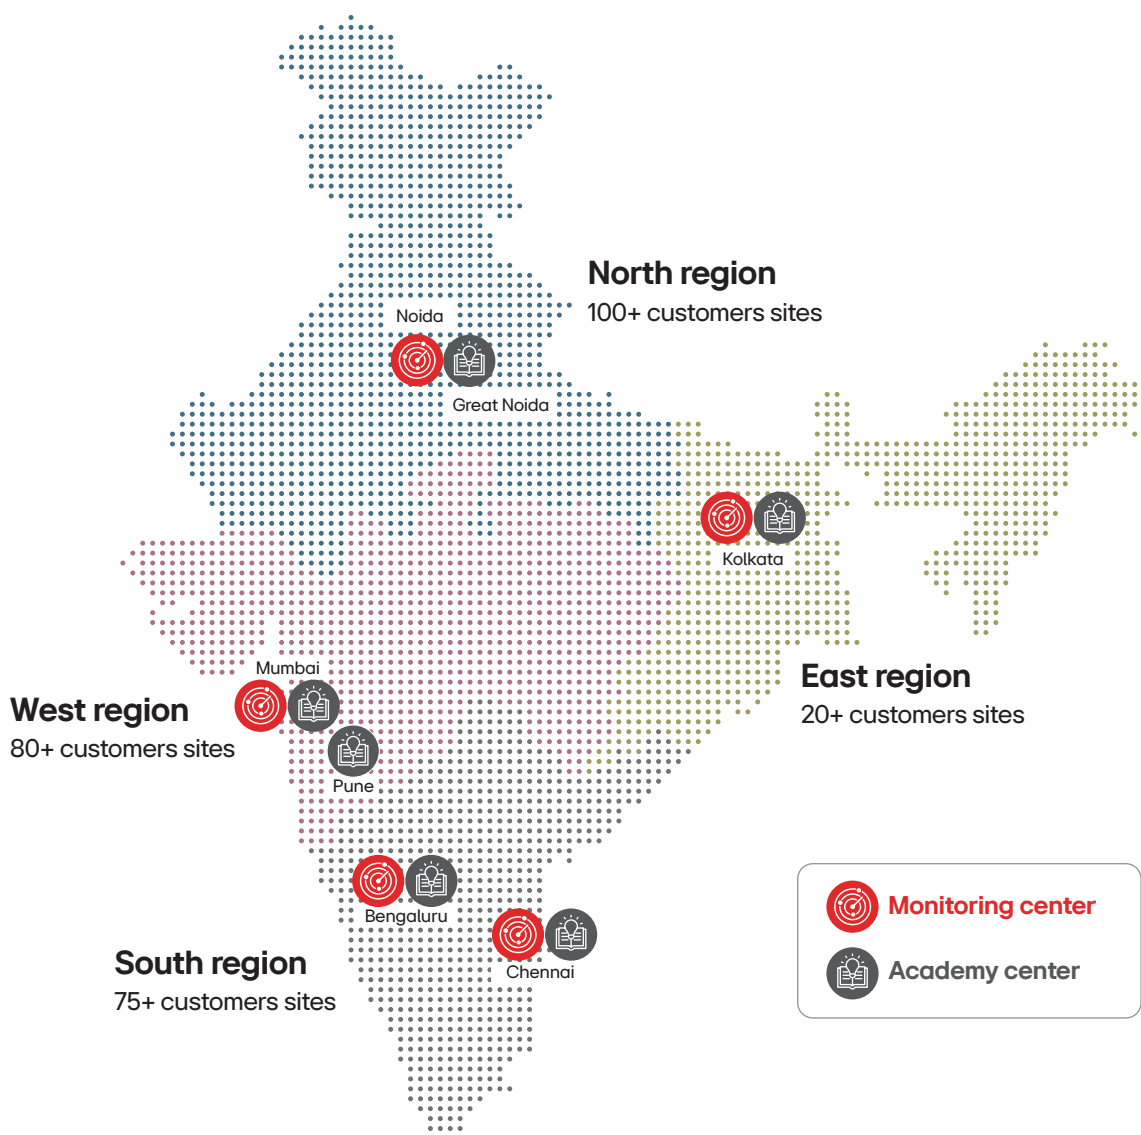 North region
100+ customers sites
Noida
Great Noida
Kolkata
East region
20+ customers sites
Mumbai
West region
80+ customers sites
Pune
Bengaluru
Chennai
South region
75+ customers sites
Monitoring center
Academy center